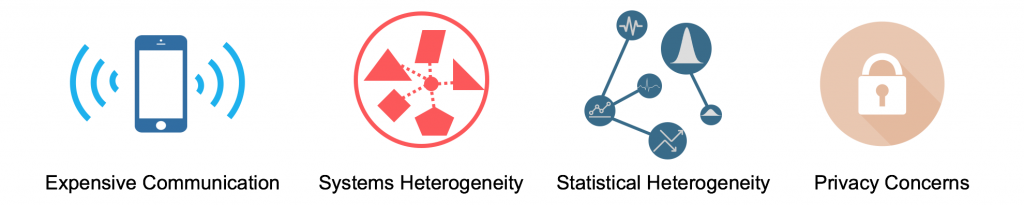 Expensive Communication
Systems Heterogeneity
Statistical Heterogeneity
Privacy Concerns